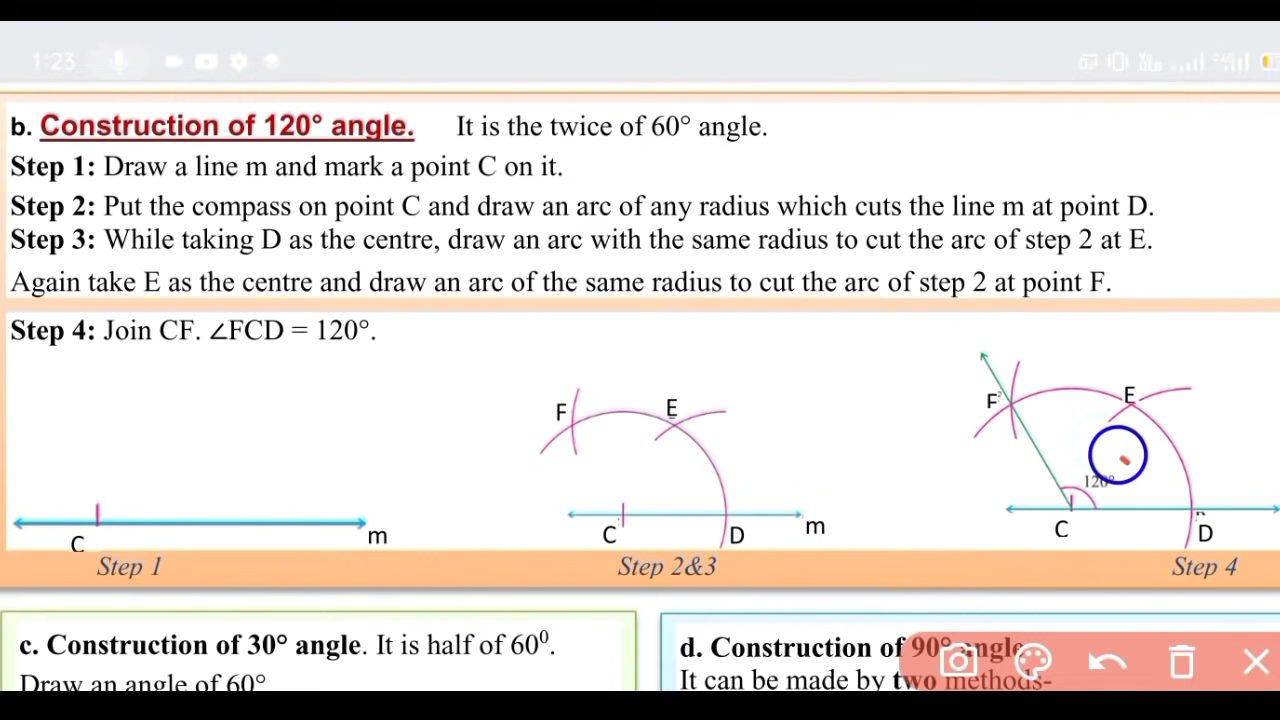 1:23
b. Construction of 120° angle. It is the twice of 60° angle.
Step 1: Draw a line m and mark a point C on it.
Step 2: Put the compass on point C and draw an arc of any radius which cuts the line m at point D.
Step 3: While taking D as the centre, draw an arc with the same radius to cut the arc of step 2 at E.
Again take E as the centre and draw an arc of the same radius to cut the arc of step 2 at point F.
Step 4: Join CF. ∠FCD = 120°.
F E F E
120°
C m C D m C D
Step 1 Step 2&3 Step 4
c. Construction of 30° angle. It is half of 60⁰.
Draw an angle of 60°
d. Construction of 90° angle
It can be made by two methods-